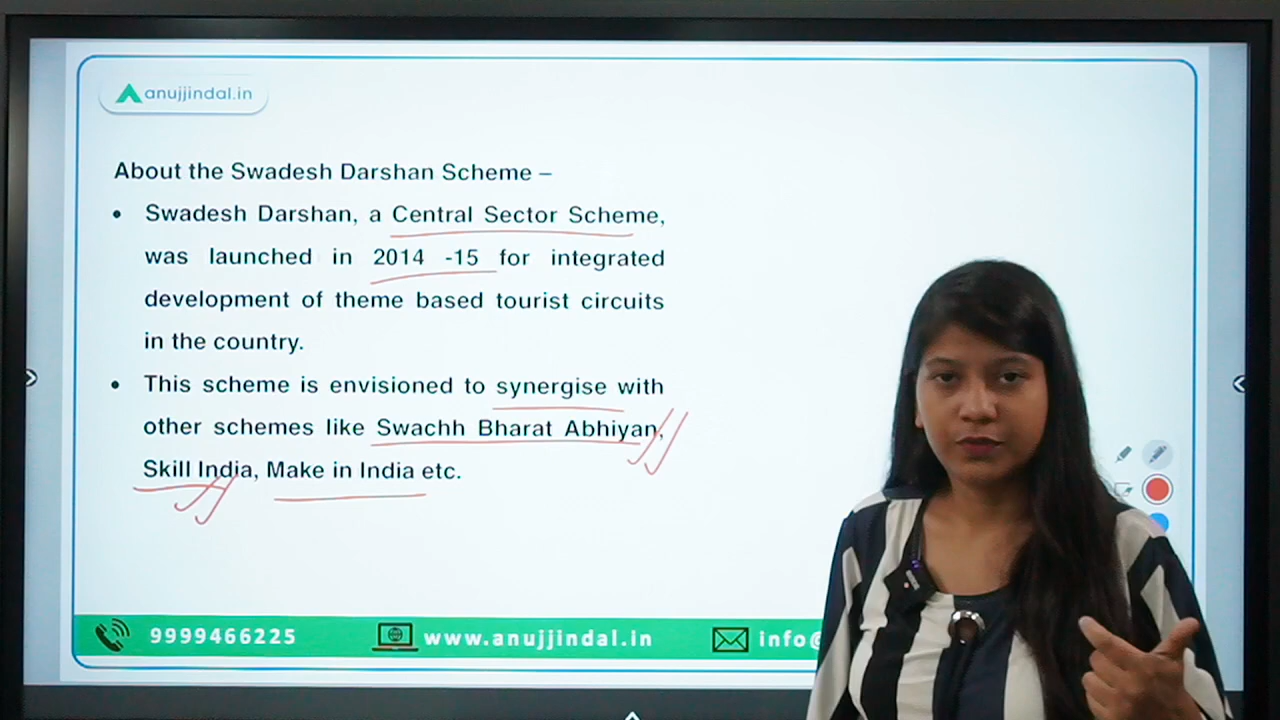 anujjindal.in
About the Swadesh Darshan Scheme –
• Swadesh Darshan, a Central Sector Scheme,
was launched in 2014 -15 for integrated
development of theme based tourist circuits
in the country.
• This scheme is envisioned to synergise with
other schemes like Swachh Bharat Abhiyan,
Skill India, Make in India etc.
9999466225 www.anujjindal.in info@